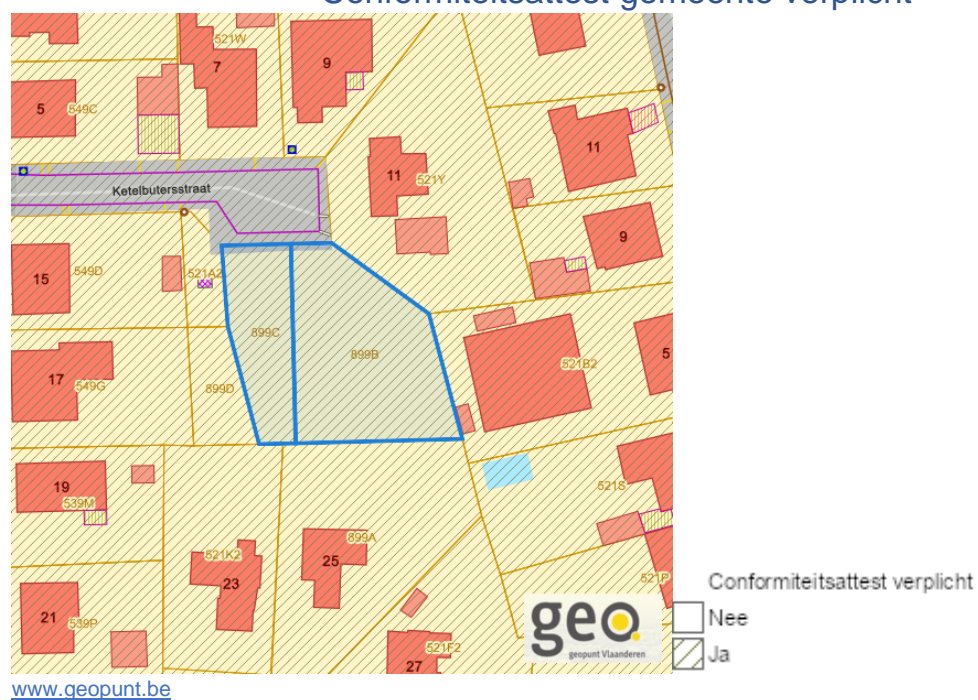 Conformiteitsattest gemeente verplicht
521W
7
9
5
549C
11
521Y
11
Ketelbutersstraat
9
15
549D
521A2
899C
899B
521B2
5
17
549G
899D
19
539M
521S
521K2
899A
25
23
521P
21
539P
521F2
27
geo
geopunt Vlaanderen
Conformiteitsattest verplicht
Nee
Ja
www.geopunt.be